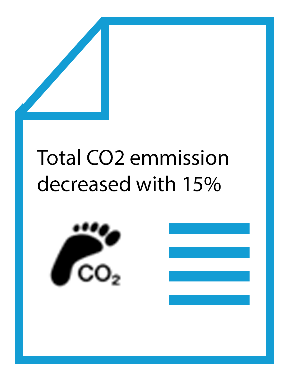 Total CO2 emmission
decreased with 15%
CO₂